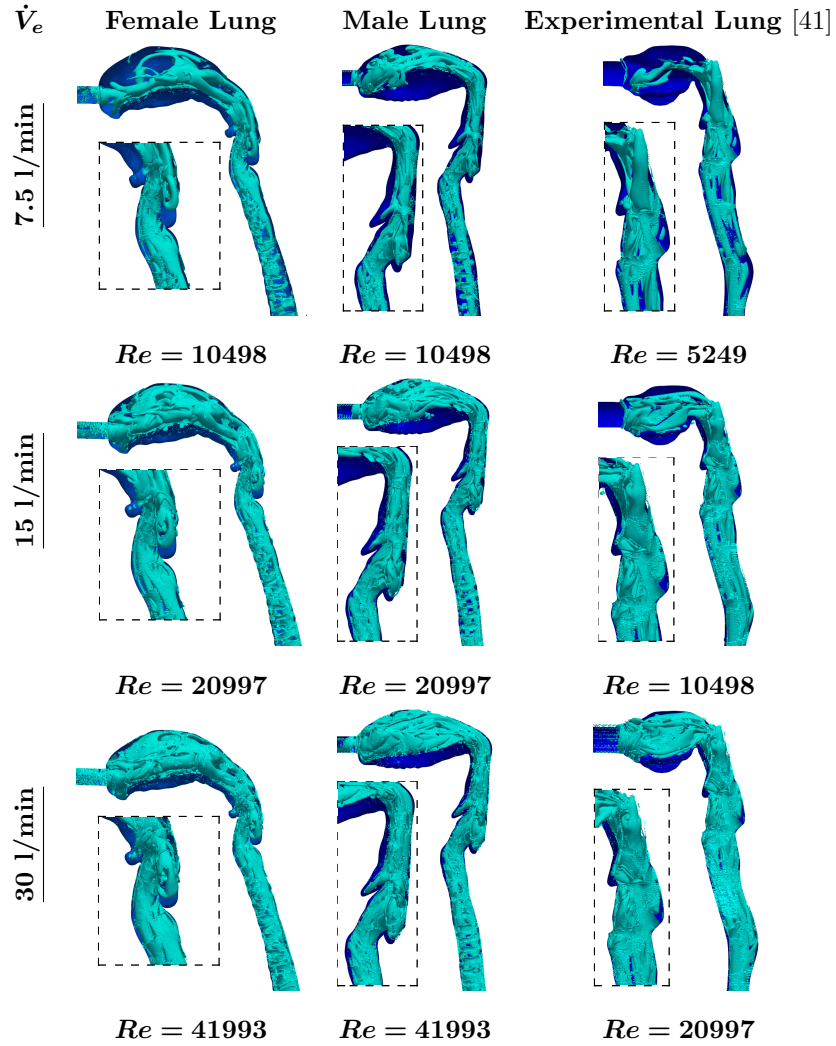 V̇e Female Lung Male Lung Experimental Lung [41]
7.5 l/min
Re = 10498 Re = 10498 Re = 5249
15 l/min
Re = 20997 Re = 20997 Re = 10498
30 l/min
Re = 41993 Re = 41993 Re = 20997